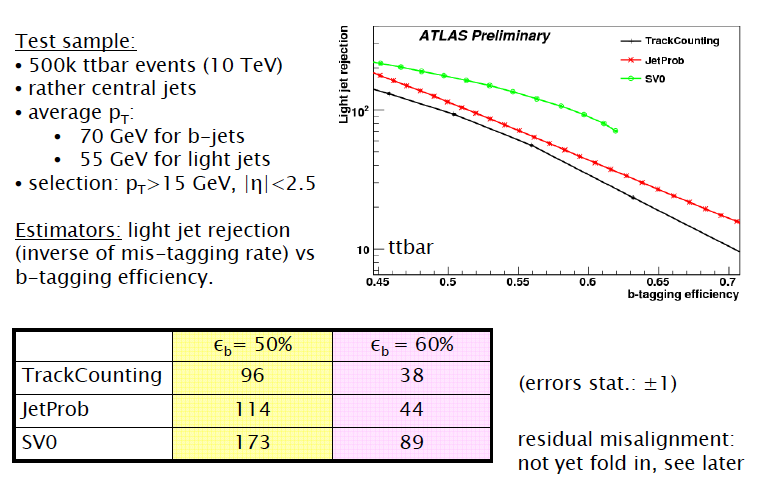 Test sample:
• 500k ttbar events (10 TeV)
• rather central jets
• average pT:
• 70 GeV for b-jets
• 55 GeV for light jets
• selection: pT>15 GeV, |η|<2.5
Estimators: light jet rejection
(inverse of mis-tagging rate) vs
b-tagging efficiency.
ATLAS Preliminary
TrackCounting
JetProb
SV0
Light jet rejection
10²
10
ttbar
0.45 0.5 0.55 0.6 0.65 0.7
b-tagging efficiency
ϵb= 50% ϵb = 60%
TrackCounting 96 38
JetProb 114 44
SV0 173 89
(errors stat.: ±1)
residual misalignment:
not yet fold in, see later